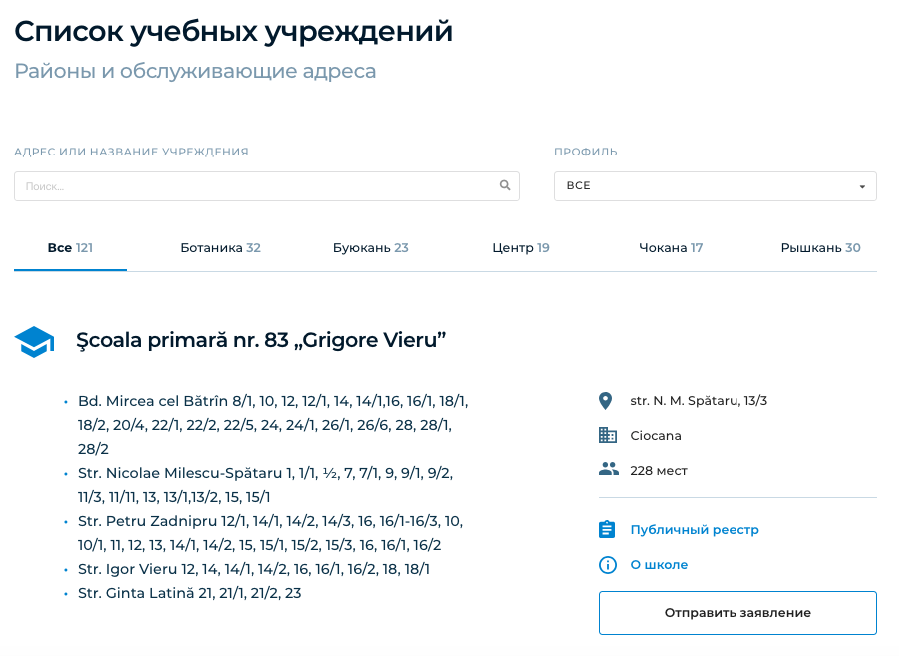 Список учебных учреждений
Районы и обслуживающие адреса
АДРЕС ИЛИ НАЗВАНИЕ УЧРЕЖДЕНИЯ
ПРОФИЛЬ
Поиск...
ВСЕ
Все 121
Ботаника 32
Буюкань 23
Центр 19
Чокана 17
Рышкань 30
Şcoala primară nr. 83 „Grigore Vieru”
• Bd. Mircea cel Bătrîn 8/1, 10, 12, 12/1, 14, 14/1,16, 16/1, 18/1,
18/2, 20/4, 22/1, 22/2, 22/5, 24, 24/1, 26/1, 26/6, 28, 28/1,
28/2
• Str. Nicolae Milescu-Spătaru 1, 1/1, ½, 7, 7/1, 9, 9/1, 9/2,
11/3, 11/11, 13, 13/1,13/2, 15, 15/1
• Str. Petru Zadnipru 12/1, 14/1, 14/2, 14/3, 16, 16/1-16/3, 10,
10/1, 11, 12, 13, 14/1, 14/2, 15, 15/1, 15/2, 15/3, 16, 16/1, 16/2
• Str. Igor Vieru 12, 14, 14/1, 14/2, 16, 16/1, 16/2, 18, 18/1
• Str. Ginta Latină 21, 21/1, 21/2, 23
str. N. M. Spătaru, 13/3
Ciocana
228 мест
Публичный реестр
О школе
Отправить заявление